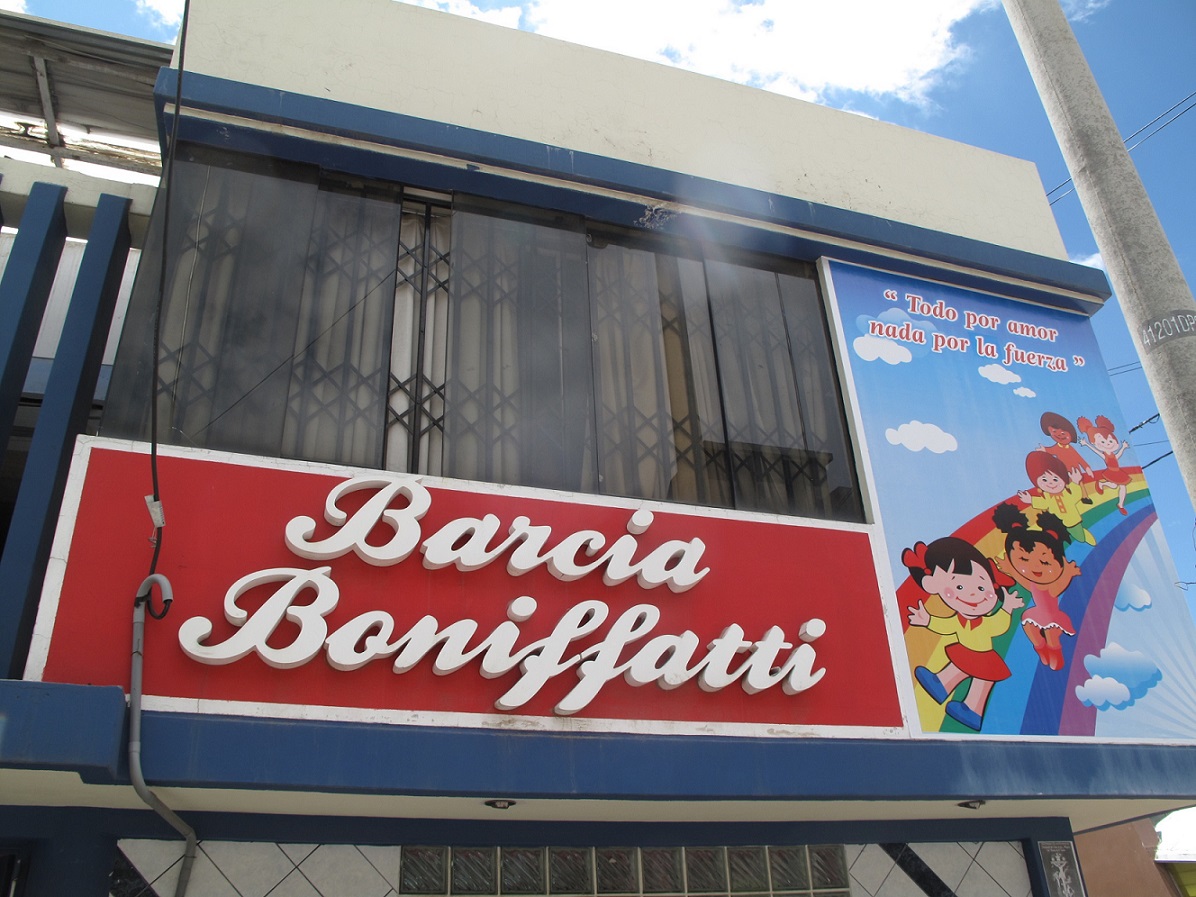 “ Todo por amor
nada por la fuerza ”
Barcia
Boniffatti